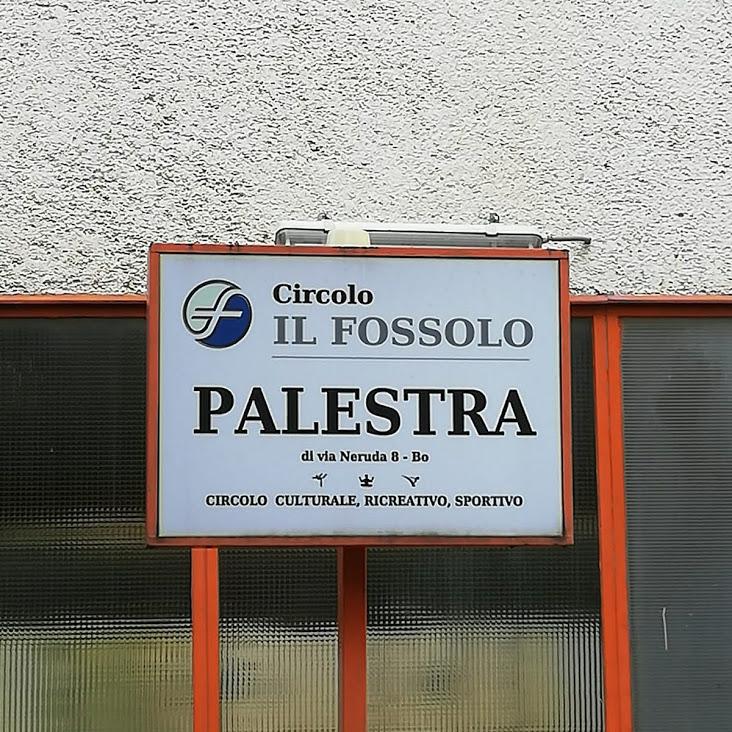 Circolo
IL FOSSOLO
PALESTRA
di via Neruda 8 - Bo
CIRCOLO CULTURALE, RICREATIVO, SPORTIVO